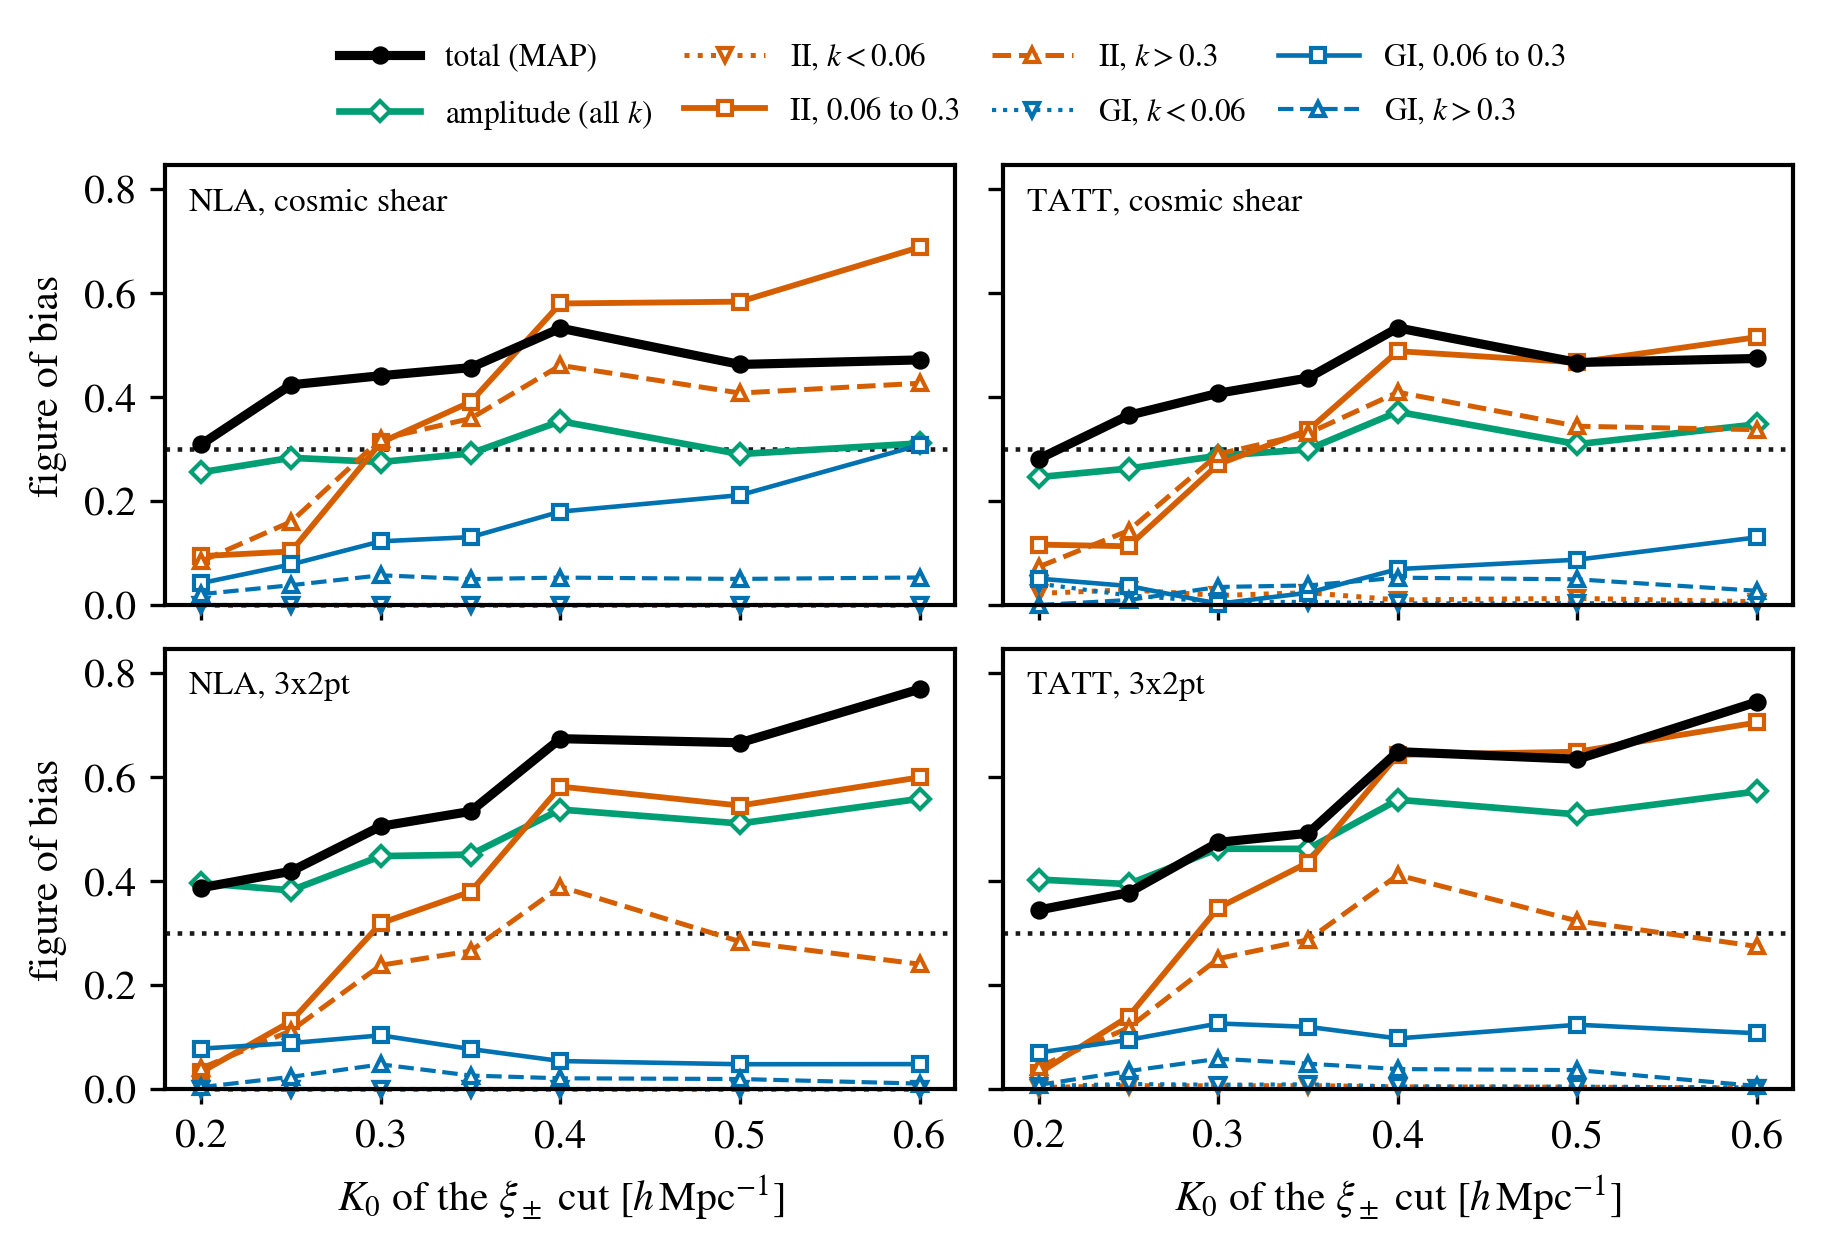 total (MAP)
II, k < 0.06
II, k > 0.3
GI, 0.06 to 0.3
amplitude (all k)
II, 0.06 to 0.3
GI, k < 0.06
GI, k > 0.3
NLA, cosmic shear
TATT, cosmic shear
figure of bias
0.8
0.6
0.4
0.2
0.0
NLA, 3x2pt
TATT, 3x2pt
figure of bias
0.8
0.6
0.4
0.2
0.0
0.2 0.3 0.4 0.5 0.6
0.2 0.3 0.4 0.5 0.6
K₀ of the ξ± cut [h Mpc⁻¹]
K₀ of the ξ± cut [h Mpc⁻¹]